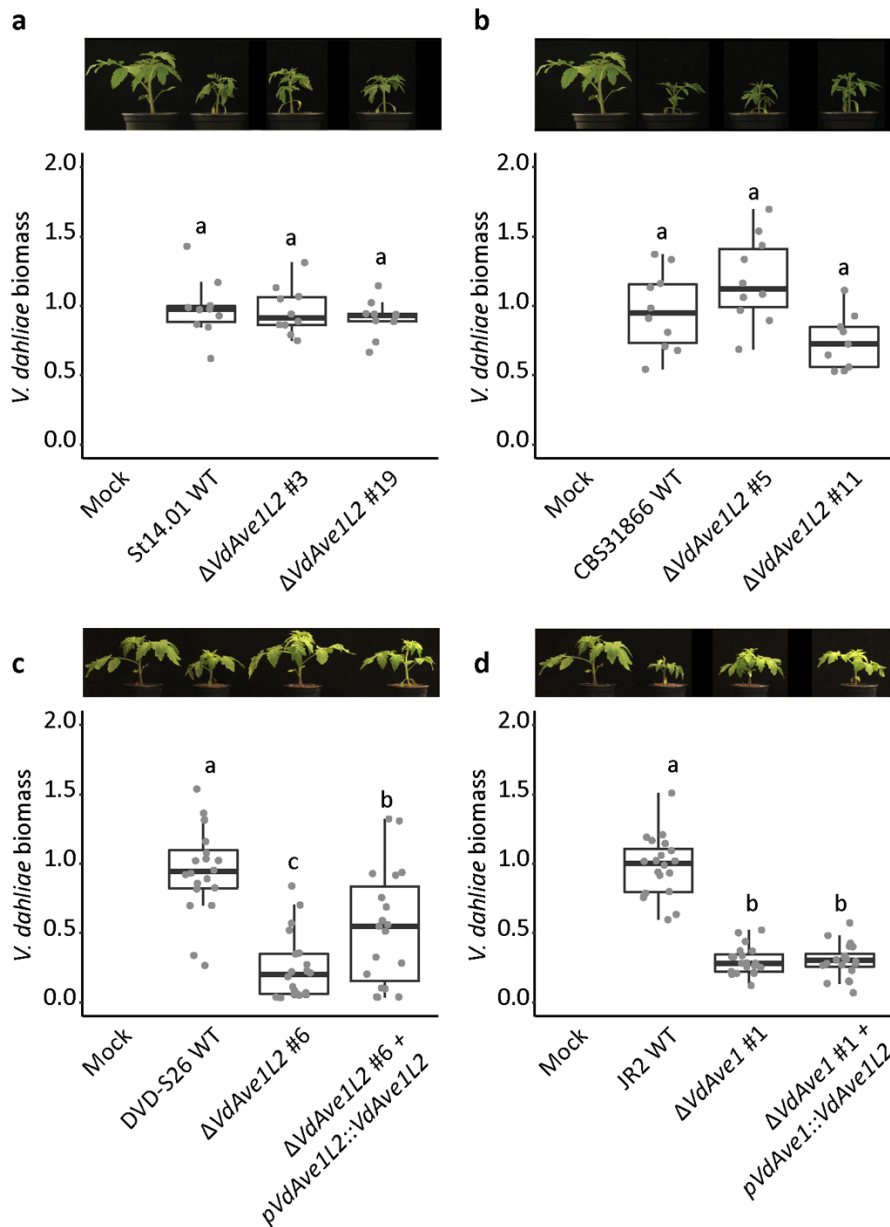 a
2.0
1.5
1.0
0.5
0.0
V. dahliae biomass
a
a
a
Mock
St14.01 WT
ΔVdAve1L2 #3
ΔVdAve1L2 #19
b
2.0
1.5
1.0
0.5
0.0
V. dahliae biomass
a
a
a
Mock
CBS31866 WT
ΔVdAve1L2 #5
ΔVdAve1L2 #11
c
2.0
1.5
1.0
0.5
0.0
V. dahliae biomass
a
c
b
Mock
DVD-S26 WT
ΔVdAve1L2 #6
ΔVdAve1L2 #6 +
pVdAve1L2::VdAve1L2
d
2.0
1.5
1.0
0.5
0.0
V. dahliae biomass
a
b
b
Mock
JR2 WT
ΔVdAve1 #1
ΔVdAve1 #1 +
pVdAve1::VdAve1L2